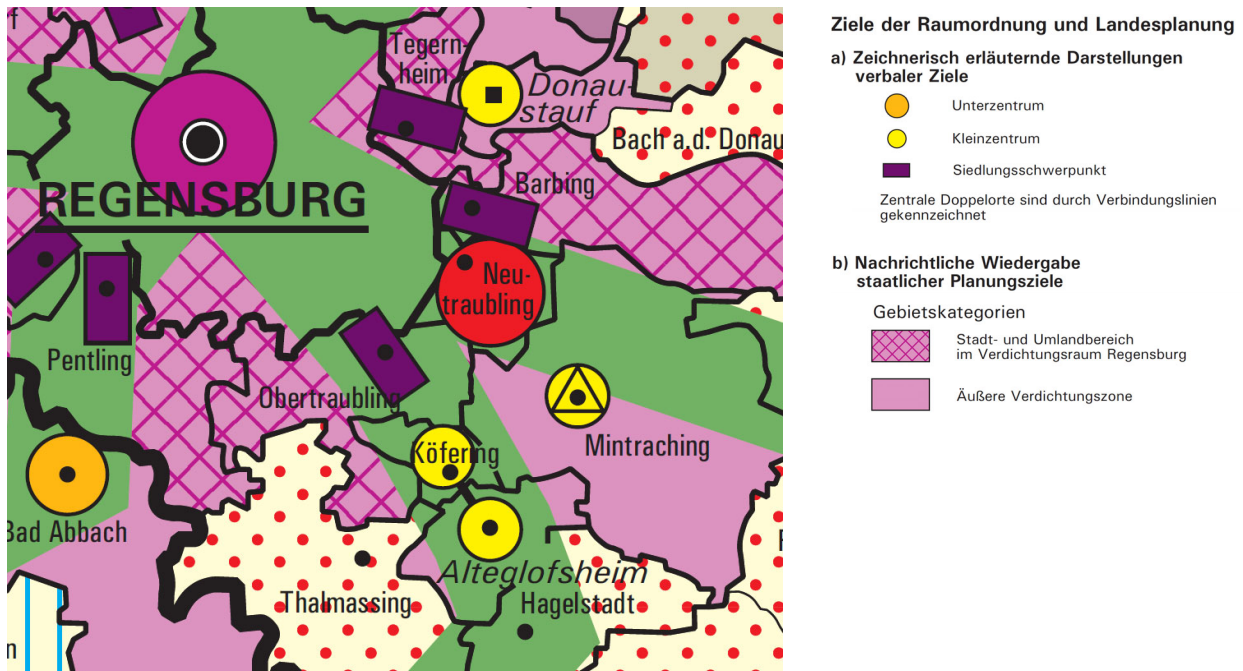 f
Tegern-
heim
Donau-
stauf
Bach a.d. Donau
REGENSBURG
Barbing
Neu-
traubling
Pentling
Obertraubling
Mintraching
Köfering
Bad Abbach
Alteglofsheim
Thalmassing
Hagelstadt
n
Ziele der Raumordnung und Landesplanung
a) Zeichnerisch erläuternde Darstellungen
verbaler Ziele
Unterzentrum
Kleinzentrum
Siedlungsschwerpunkt
Zentrale Doppelorte sind durch Verbindungslinien
gekennzeichnet
b) Nachrichtliche Wiedergabe
staatlicher Planungsziele
Gebietskategorien
Stadt- und Umlandbereich
im Verdichtungsraum Regensburg
Äußere Verdichtungszone